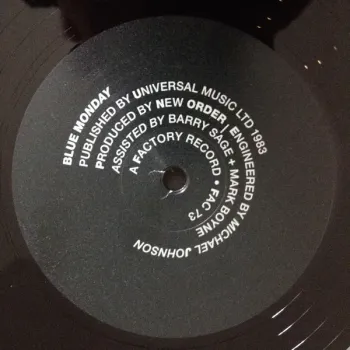 BLUE MONDAY
PUBLISHED BY UNIVERSAL MUSIC LTD 1983
PRODUCED BY NEW ORDER / ENGINEERED BY MICHAEL JOHNSON
ASSISTED BY BARRY SAGE + MARK BOYNE
A FACTORY RECORD • FAC 73